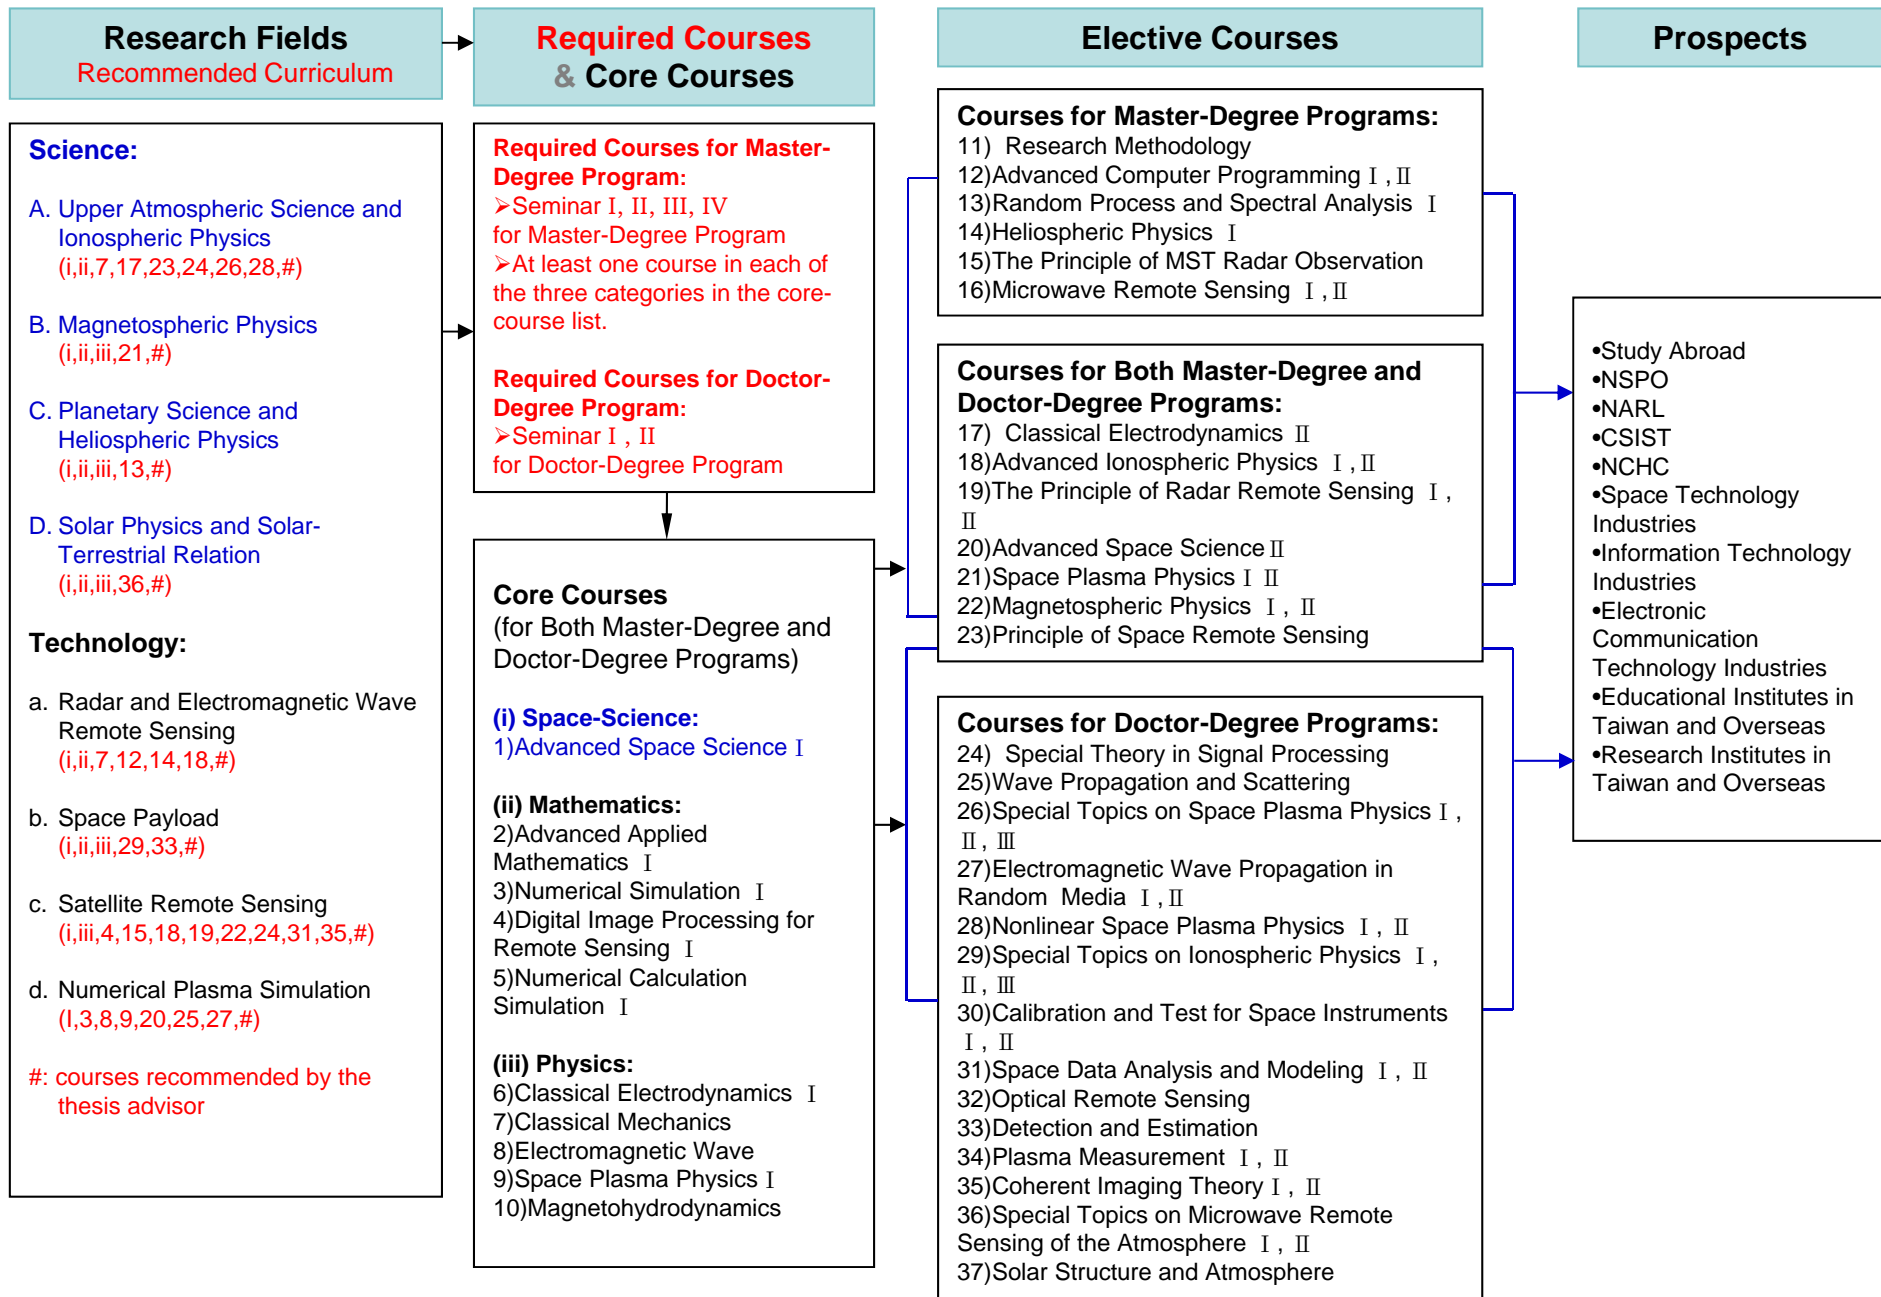 Research Fields
Recommended Curriculum
Required Courses
& Core Courses
Elective Courses
Prospects
Science:
A. Upper Atmospheric Science and
Ionospheric Physics
(i,ii,7,17,23,24,26,28,#)
B. Magnetospheric Physics
(i,ii,iii,21,#)
C. Planetary Science and
Heliospheric Physics
(i,ii,iii,13,#)
D. Solar Physics and Solar-
Terrestrial Relation
(i,ii,iii,36,#)
Technology:
a. Radar and Electromagnetic Wave
Remote Sensing
(i,ii,7,12,14,18,#)
b. Space Payload
(i,ii,iii,29,33,#)
c. Satellite Remote Sensing
(i,iii,4,15,18,19,22,24,31,35,#)
d. Numerical Plasma Simulation
(I,3,8,9,20,25,27,#)
#: courses recommended by the
thesis advisor
Required Courses for Master-
Degree Program:
➢Seminar I, II, III, IV
for Master-Degree Program
➢At least one course in each of
the three categories in the core-
course list.
Required Courses for Doctor-
Degree Program:
➢Seminar Ⅰ, Ⅱ
for Doctor-Degree Program
Core Courses
(for Both Master-Degree and
Doctor-Degree Programs)
(i) Space-Science:
1)Advanced Space Science Ⅰ
(ii) Mathematics:
2)Advanced Applied
Mathematics Ⅰ
3)Numerical Simulation Ⅰ
4)Digital Image Processing for
Remote Sensing Ⅰ
5)Numerical Calculation
Simulation Ⅰ
(iii) Physics:
6)Classical Electrodynamics Ⅰ
7)Classical Mechanics
8)Electromagnetic Wave
9)Space Plasma Physics Ⅰ
10)Magnetohydrodynamics
Courses for Master-Degree Programs:
11) Research Methodology
12)Advanced Computer Programming Ⅰ,Ⅱ
13)Random Process and Spectral Analysis Ⅰ
14)Heliospheric Physics Ⅰ
15)The Principle of MST Radar Observation
16)Microwave Remote Sensing Ⅰ,Ⅱ
Courses for Both Master-Degree and
Doctor-Degree Programs:
17) Classical Electrodynamics Ⅱ
18)Advanced Ionospheric Physics Ⅰ,Ⅱ
19)The Principle of Radar Remote Sensing Ⅰ,
Ⅱ
20)Advanced Space Science Ⅱ
21)Space Plasma Physics Ⅰ Ⅱ
22)Magnetospheric Physics Ⅰ, Ⅱ
23)Principle of Space Remote Sensing
Courses for Doctor-Degree Programs:
24) Special Theory in Signal Processing
25)Wave Propagation and Scattering
26)Special Topics on Space Plasma Physics Ⅰ,
Ⅱ, Ⅲ
27)Electromagnetic Wave Propagation in
Random Media Ⅰ,Ⅱ
28)Nonlinear Space Plasma Physics Ⅰ, Ⅱ
29)Special Topics on Ionospheric Physics Ⅰ,
Ⅱ, Ⅲ
30)Calibration and Test for Space Instruments
Ⅰ, Ⅱ
31)Space Data Analysis and Modeling Ⅰ, Ⅱ
32)Optical Remote Sensing
33)Detection and Estimation
34)Plasma Measurement Ⅰ, Ⅱ
35)Coherent Imaging Theory Ⅰ, Ⅱ
36)Special Topics on Microwave Remote
Sensing of the Atmosphere Ⅰ, Ⅱ
37)Solar Structure and Atmosphere
•Study Abroad
•NSPO
•NARL
•CSIST
•NCHC
•Space Technology
Industries
•Information Technology
Industries
•Electronic
Communication
Technology Industries
•Educational Institutes in
Taiwan and Overseas
•Research Institutes in
Taiwan and Overseas